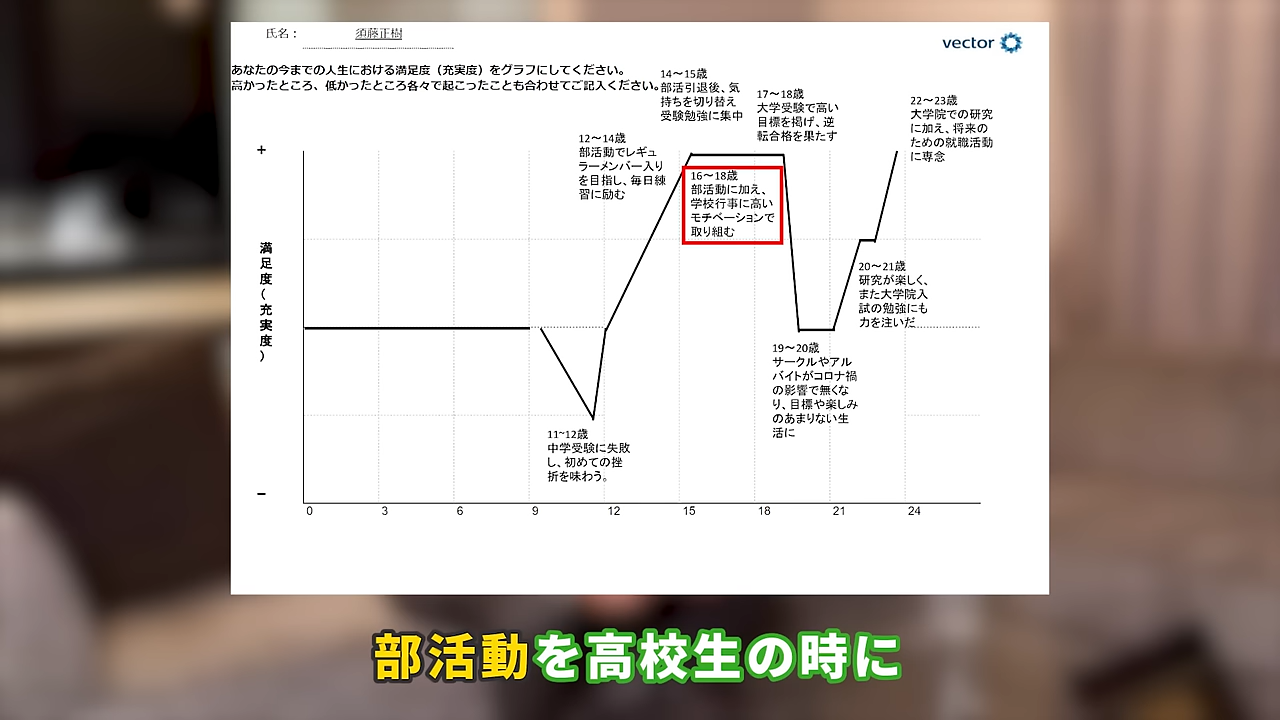 氏名： 須藤正樹
vector
あなたの今までの人生における満足度（充実度）をグラフにしてください。
高かったところ、低かったところ各々で起こったことも合わせてご記入ください。
14～15歳
部活引退後、気
持ちを切り替え
受験勉強に集中
17～18歳
大学受験で高い
目標を掲げ、逆
転合格を果たす
22～23歳
大学院での研究
に加え、将来の
ための就職活動
に専念
12～14歳
部活動でレギュ
ラーメンバー入り
を目指し、毎日練
習に励む
16～18歳
部活動に加え、
学校行事に高い
モチベーションで
取り組む
＋
満足度（充実度）
－
20～21歳
研究が楽しく、
また大学院入
試の勉強にも
力を注いだ
19～20歳
サークルやアル
バイトがコロナ禍
の影響で無くな
り、目標や楽しみ
のあまりない生
活に
11~12歳
中学受験に失敗
し、初めての挫
折を味わう。
0 3 6 9 12 15 18 21 24
部活動を高校生の時に